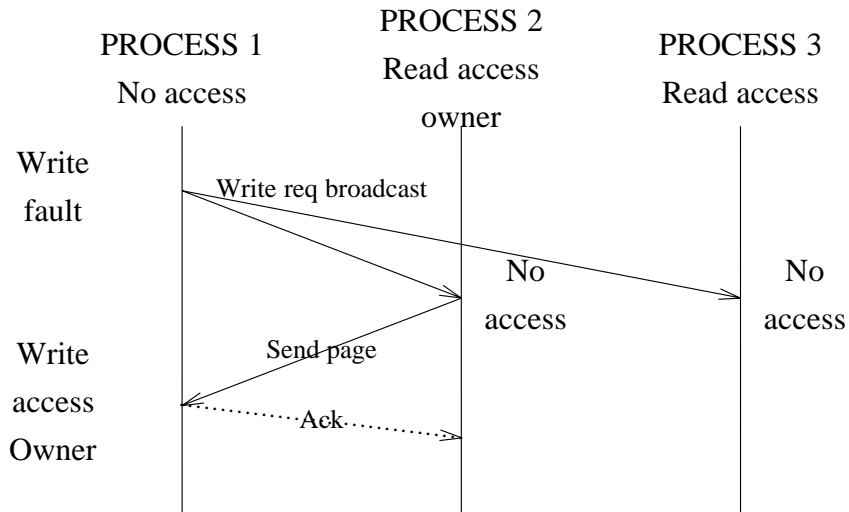 PROCESS 1
No access
PROCESS 2
Read access
owner
PROCESS 3
Read access
Write
fault
Write req broadcast
No
access
No
access
Send page
Write
access
Owner
Ack